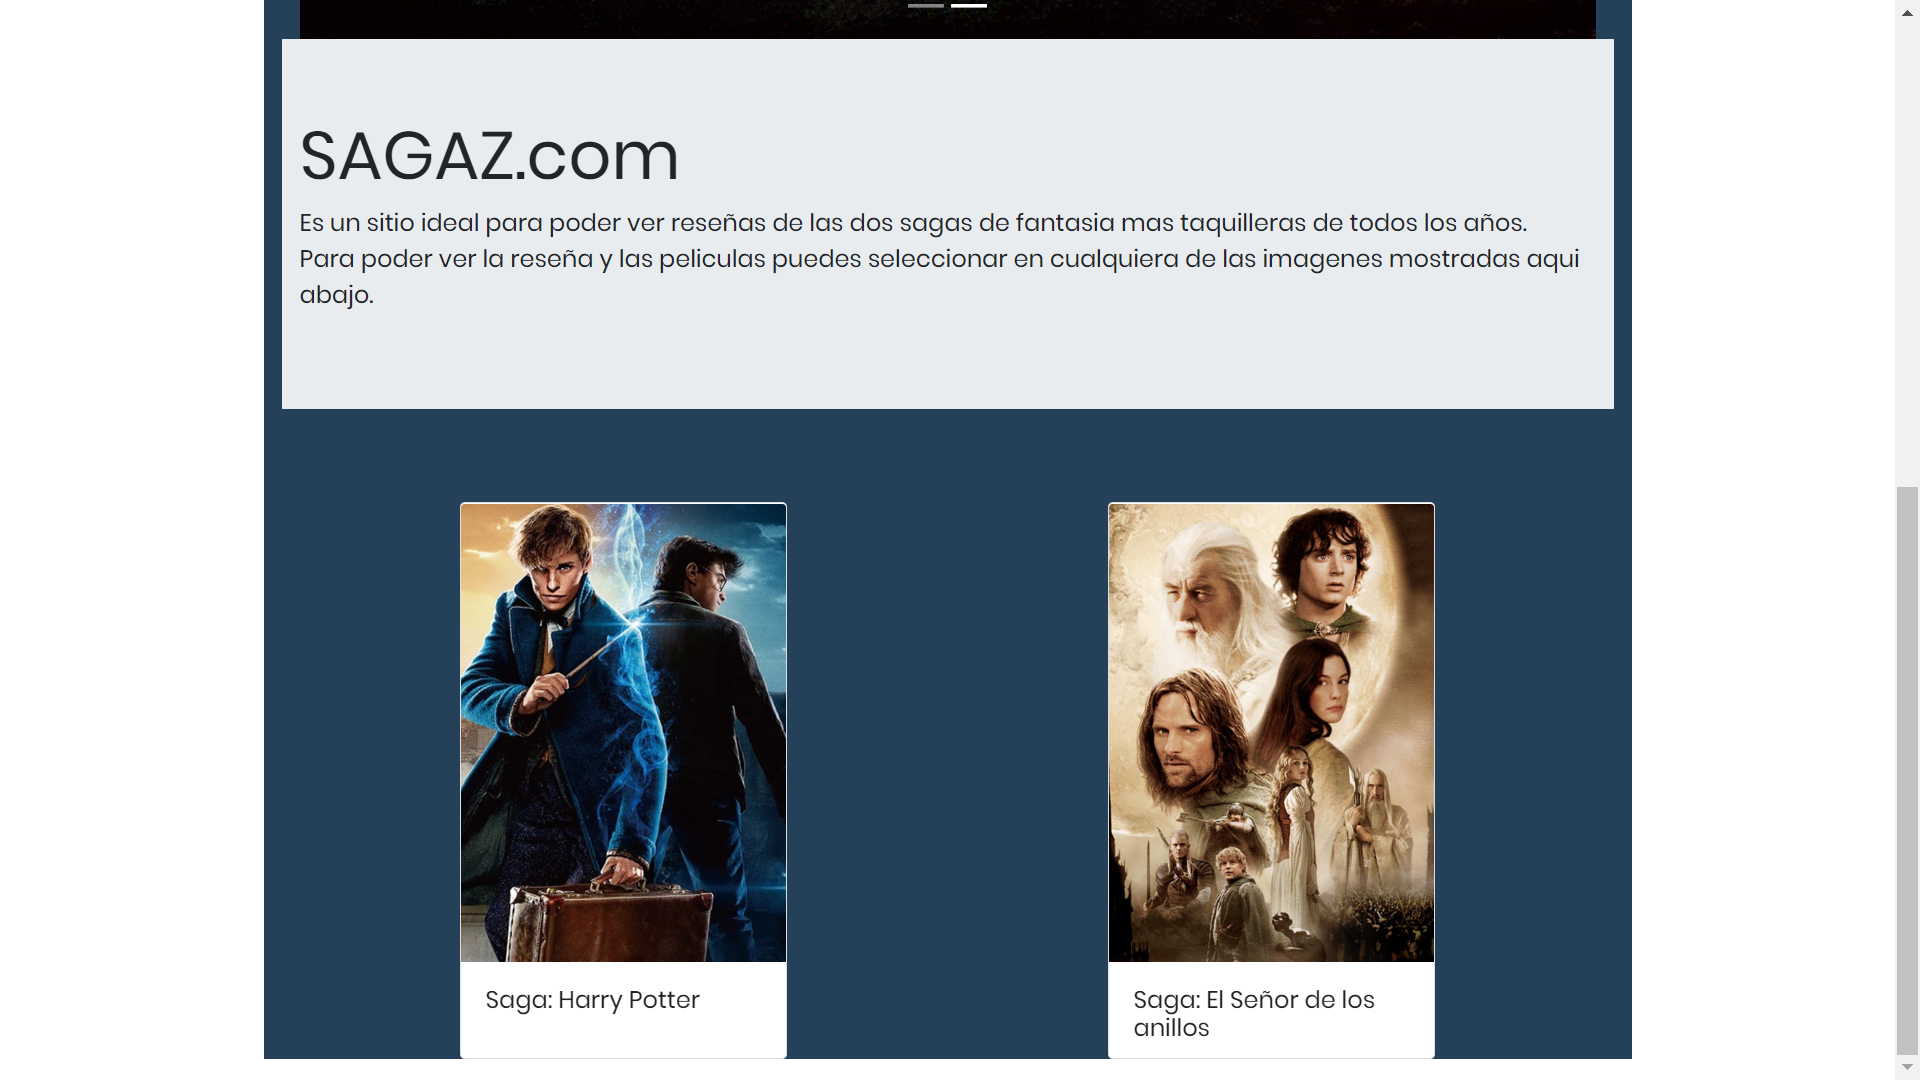 SAGAZ.com
Es un sitio ideal para poder ver reseñas de las dos sagas de fantasia mas taquilleras de todos los años.
Para poder ver la reseña y las peliculas puedes seleccionar en cualquiera de las imagenes mostradas aqui
abajo.
Saga: Harry Potter
Saga: El Señor de los
anillos